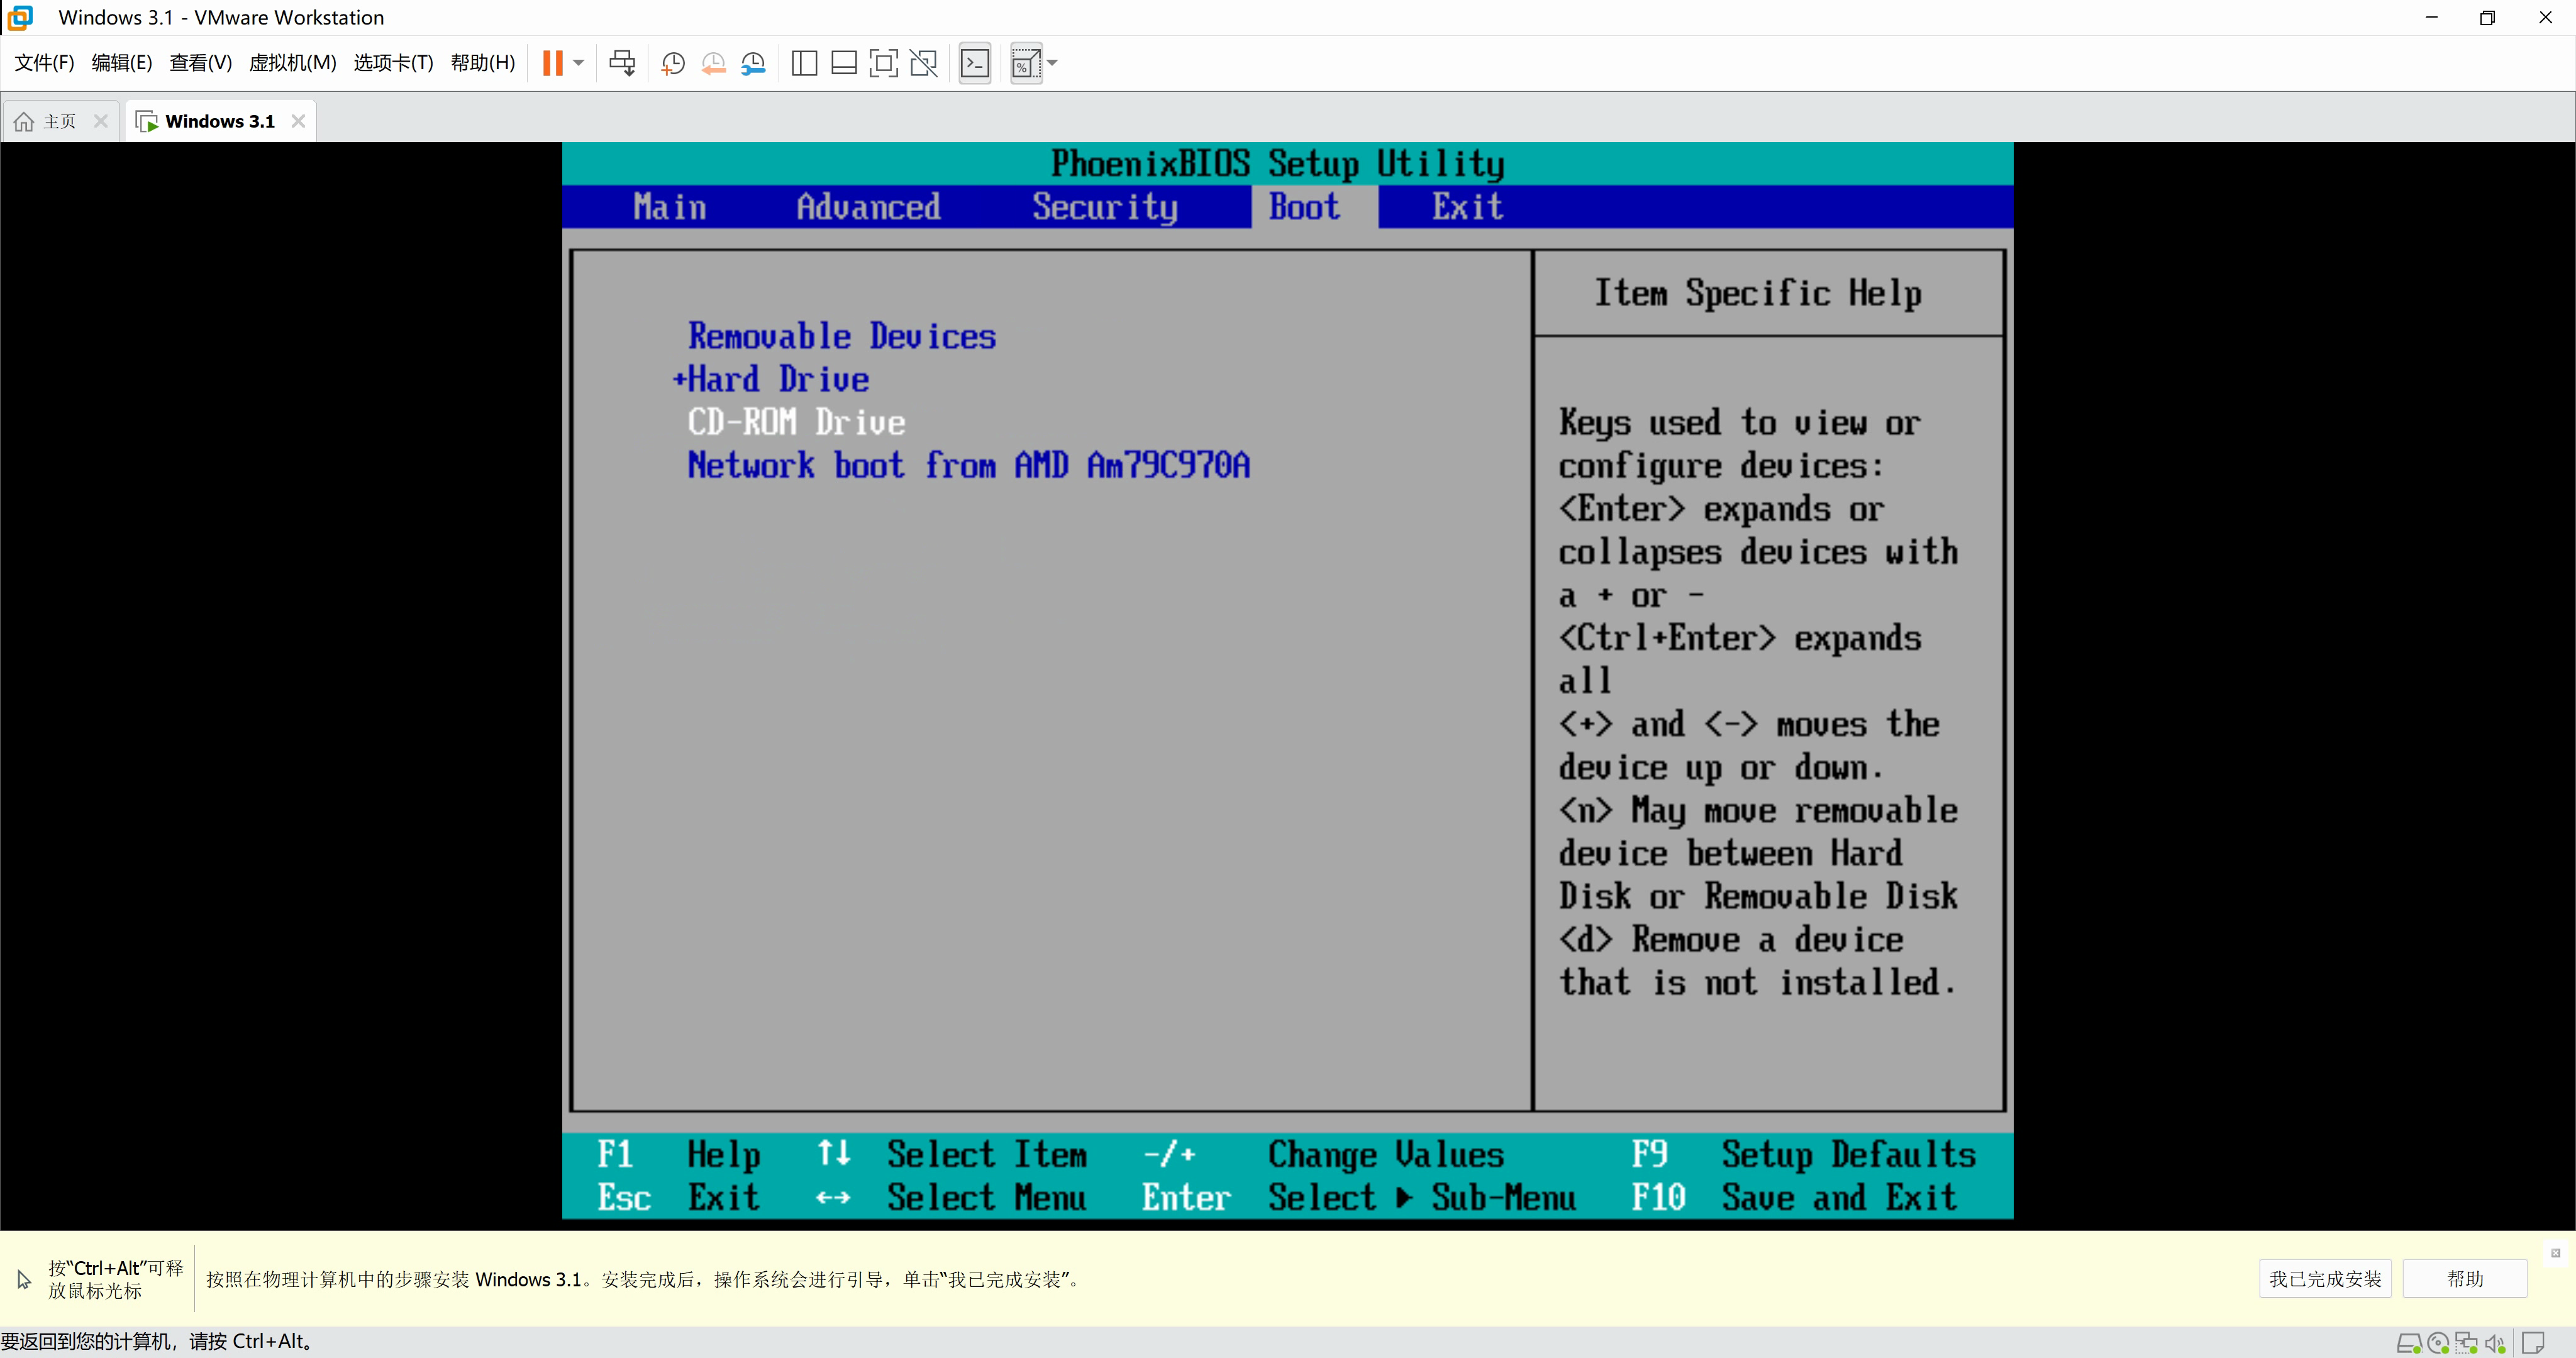 Windows 3.1 - VMware Workstation
文件(F) 编辑(E) 查看(V) 虚拟机(M) 选项卡(T) 帮助(H)
主页 Windows 3.1
PhoenixBIOS Setup Utility
Main Advanced Security Boot Exit
Item Specific Help
Removable Devices
+Hard Drive
CD-ROM Drive
Network boot from AMD Am79C970A
Keys used to view or
configure devices:
<Enter> expands or
collapses devices with
a + or -
<Ctrl+Enter> expands
all
<+> and <-> moves the
device up or down.
<n> May move removable
device between Hard
Disk or Removable Disk
<d> Remove a device
that is not installed.
F1 Help ↑↓ Select Item -/+ Change Values F9 Setup Defaults
Esc Exit ↔ Select Menu Enter Select ▶ Sub-Menu F10 Save and Exit
按“Ctrl+Alt”可释
放鼠标光标
按照在物理计算机中的步骤安装 Windows 3.1。安装完成后，操作系统会进行引导，单击“我已完成安装”。
我已完成安装 帮助
要返回到您的计算机，请按 Ctrl+Alt。